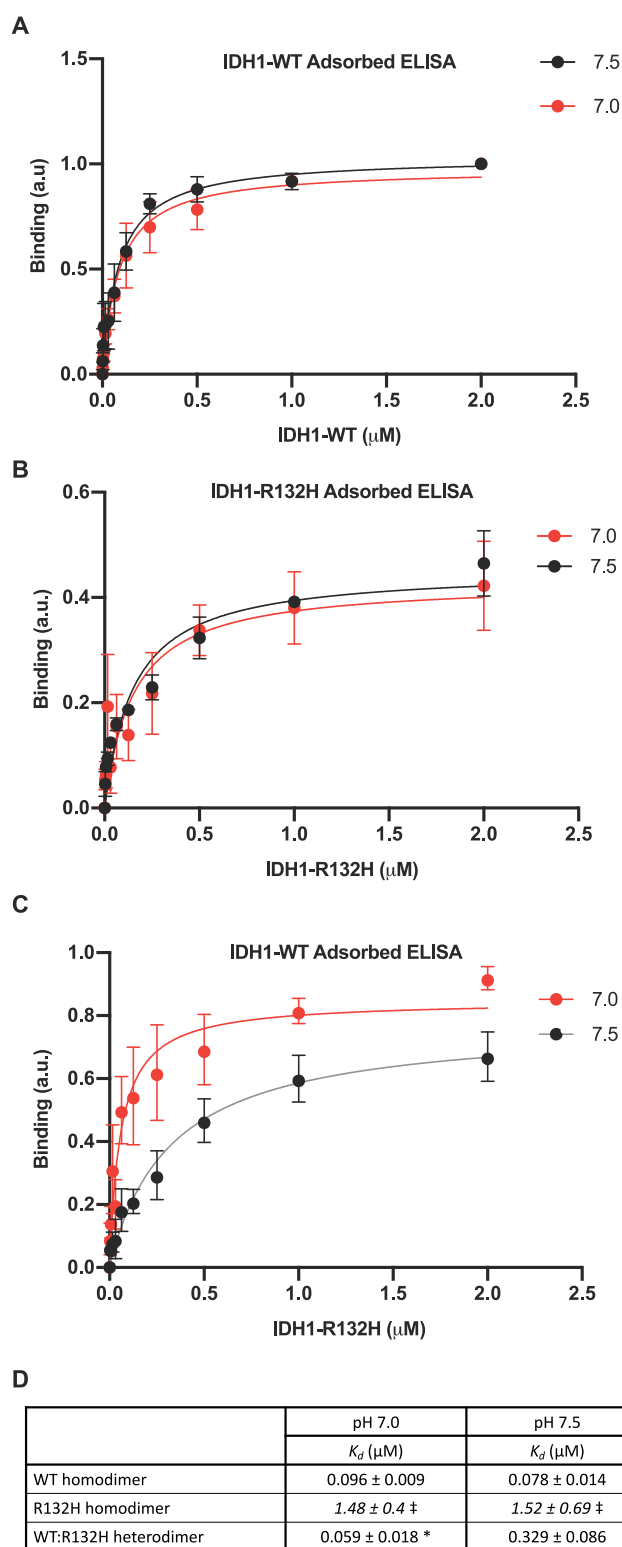 A
IDH1-WT Adsorbed ELISA
7.5
7.0
1.5
1.0
0.5
0.0
Binding (a.u)
0.0 0.5 1.0 1.5 2.0 2.5
IDH1-WT (μM)
B
IDH1-R132H Adsorbed ELISA
7.0
7.5
0.6
0.4
0.2
0.0
Binding (a.u.)
0.0 0.5 1.0 1.5 2.0 2.5
IDH1-R132H (μM)
C
IDH1-WT Adsorbed ELISA
7.0
7.5
1.0
0.8
0.6
0.4
0.2
0.0
Binding (a.u.)
0.0 0.5 1.0 1.5 2.0 2.5
IDH1-R132H (μM)
D
pH 7.0 pH 7.5
Kd (μM) Kd (μM)
WT homodimer 0.096 ± 0.009 0.078 ± 0.014
R132H homodimer 1.48 ± 0.4 ‡ 1.52 ± 0.69 ‡
WT:R132H heterodimer 0.059 ± 0.018 * 0.329 ± 0.086